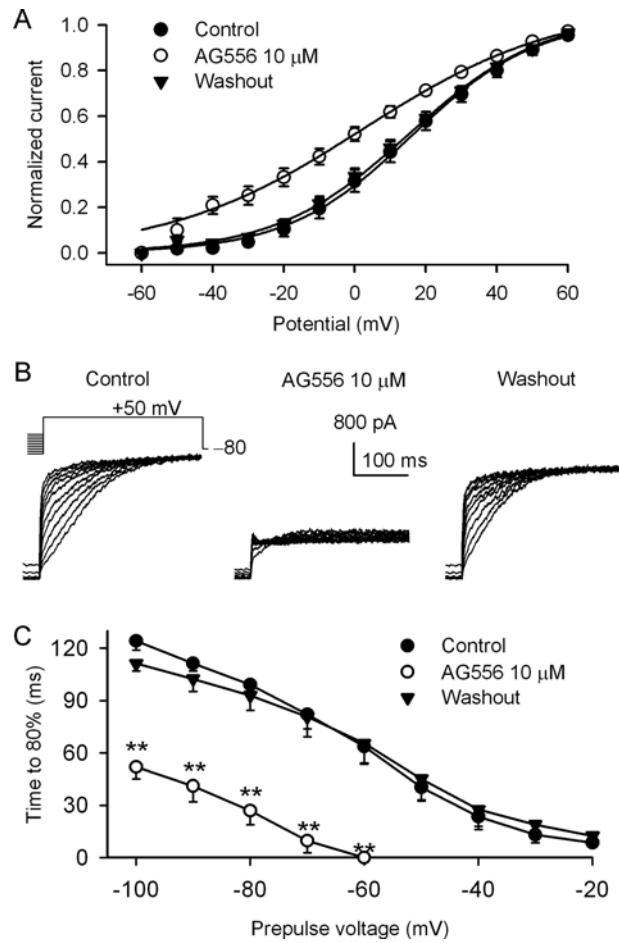 A
Control
AG556 10 μM
Washout
Normalized current
1.0
0.8
0.6
0.4
0.2
0.0
-60 -40 -20 0 20 40 60
Potential (mV)
B
Control AG556 10 μM Washout
+50 mV
−80
800 pA
100 ms
C
Control
AG556 10 μM
Washout
Time to 80% (ms)
120
90
60
30
0
** ** ** ** **
-100 -80 -60 -40 -20
Prepulse voltage (mV)